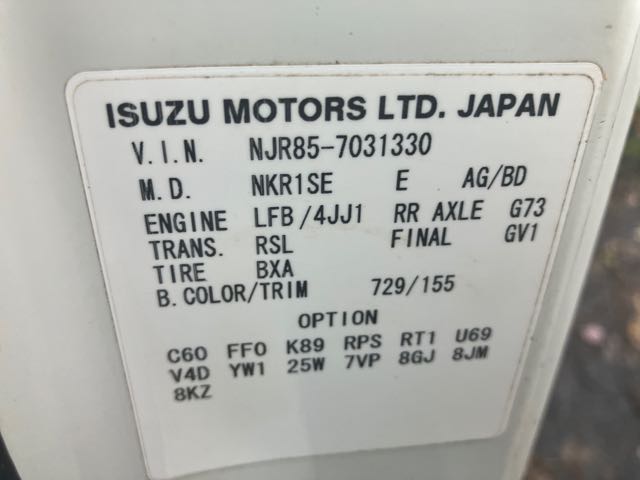 ISUZU MOTORS LTD. JAPAN
V.I.N. NJR85-7031330
M.D. NKR1SE E AG/BD
ENGINE LFB/4JJ1 RR AXLE G73
TRANS. RSL FINAL GV1
TIRE BXA
B.COLOR/TRIM 729/155
OPTION
C60 FF0 K89 RPS RT1 U69
V4D YW1 25W 7VP 8GJ 8JM
8KZ